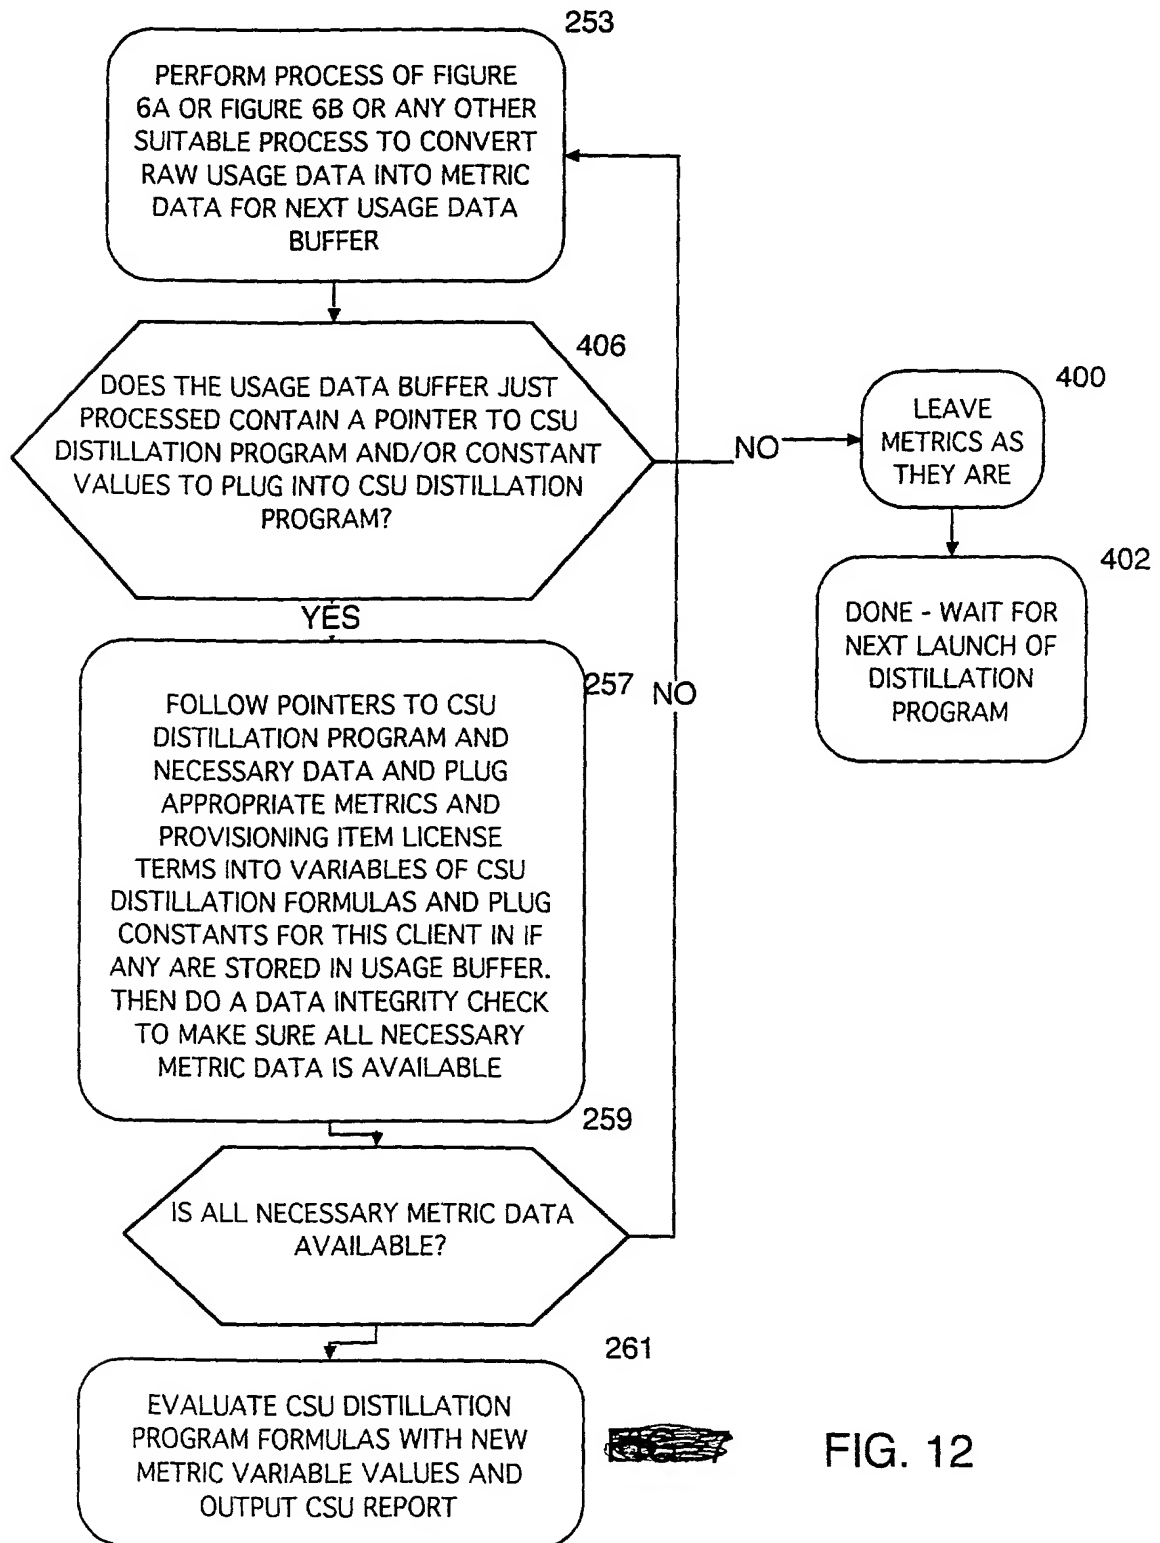 253
PERFORM PROCESS OF FIGURE
6A OR FIGURE 6B OR ANY OTHER
SUITABLE PROCESS TO CONVERT
RAW USAGE DATA INTO METRIC
DATA FOR NEXT USAGE DATA
BUFFER
406
DOES THE USAGE DATA BUFFER JUST
PROCESSED CONTAIN A POINTER TO CSU
DISTILLATION PROGRAM AND/OR CONSTANT
VALUES TO PLUG INTO CSU DISTILLATION
PROGRAM?
NO
400
LEAVE
METRICS AS
THEY ARE
402
DONE - WAIT FOR
NEXT LAUNCH OF
DISTILLATION
PROGRAM
YES
257
NO
FOLLOW POINTERS TO CSU
DISTILLATION PROGRAM AND
NECESSARY DATA AND PLUG
APPROPRIATE METRICS AND
PROVISIONING ITEM LICENSE
TERMS INTO VARIABLES OF CSU
DISTILLATION FORMULAS AND PLUG
CONSTANTS FOR THIS CLIENT IN IF
ANY ARE STORED IN USAGE BUFFER.
THEN DO A DATA INTEGRITY CHECK
TO MAKE SURE ALL NECESSARY
METRIC DATA IS AVAILABLE
259
IS ALL NECESSARY METRIC DATA
AVAILABLE?
261
EVALUATE CSU DISTILLATION
PROGRAM FORMULAS WITH NEW
METRIC VARIABLE VALUES AND
OUTPUT CSU REPORT
FIG. 12